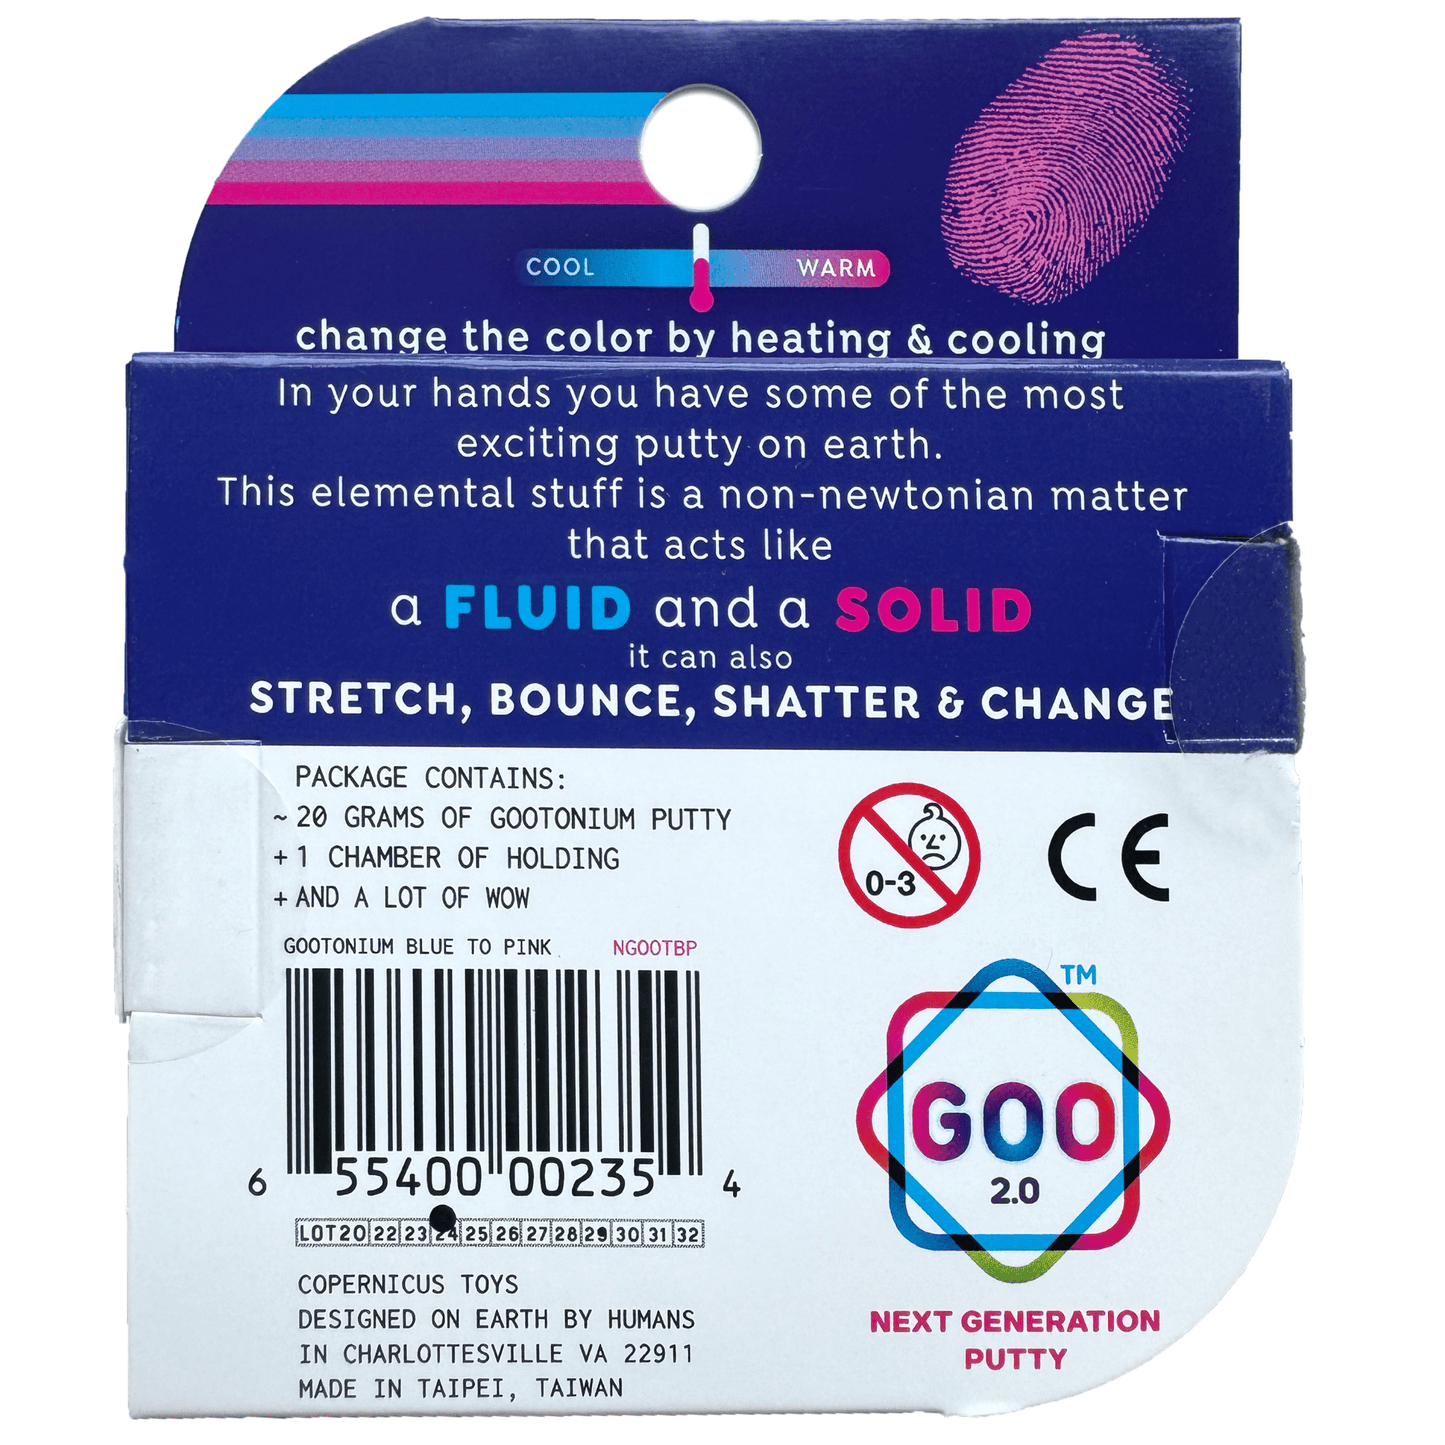 COOL WARM
change the color by heating & cooling
In your hands you have some of the most
exciting putty on earth.
This elemental stuff is a non-newtonian matter
that acts like
a FLUID and a SOLID
it can also
STRETCH, BOUNCE, SHATTER & CHANGE
PACKAGE CONTAINS:
~ 20 GRAMS OF GOOTONIUM PUTTY
+ 1 CHAMBER OF HOLDING
+ AND A LOT OF WOW
0-3
CE
GOOTONIUM BLUE TO PINK NGOOTBP
6 55400 00235 4
LOT20 22 23 24 25 26 27 28 29 30 31 32
COPERNICUS TOYS
DESIGNED ON EARTH BY HUMANS
IN CHARLOTTESVILLE VA 22911
MADE IN TAIPEI, TAIWAN
TM
GOO
2.0
NEXT GENERATION
PUTTY